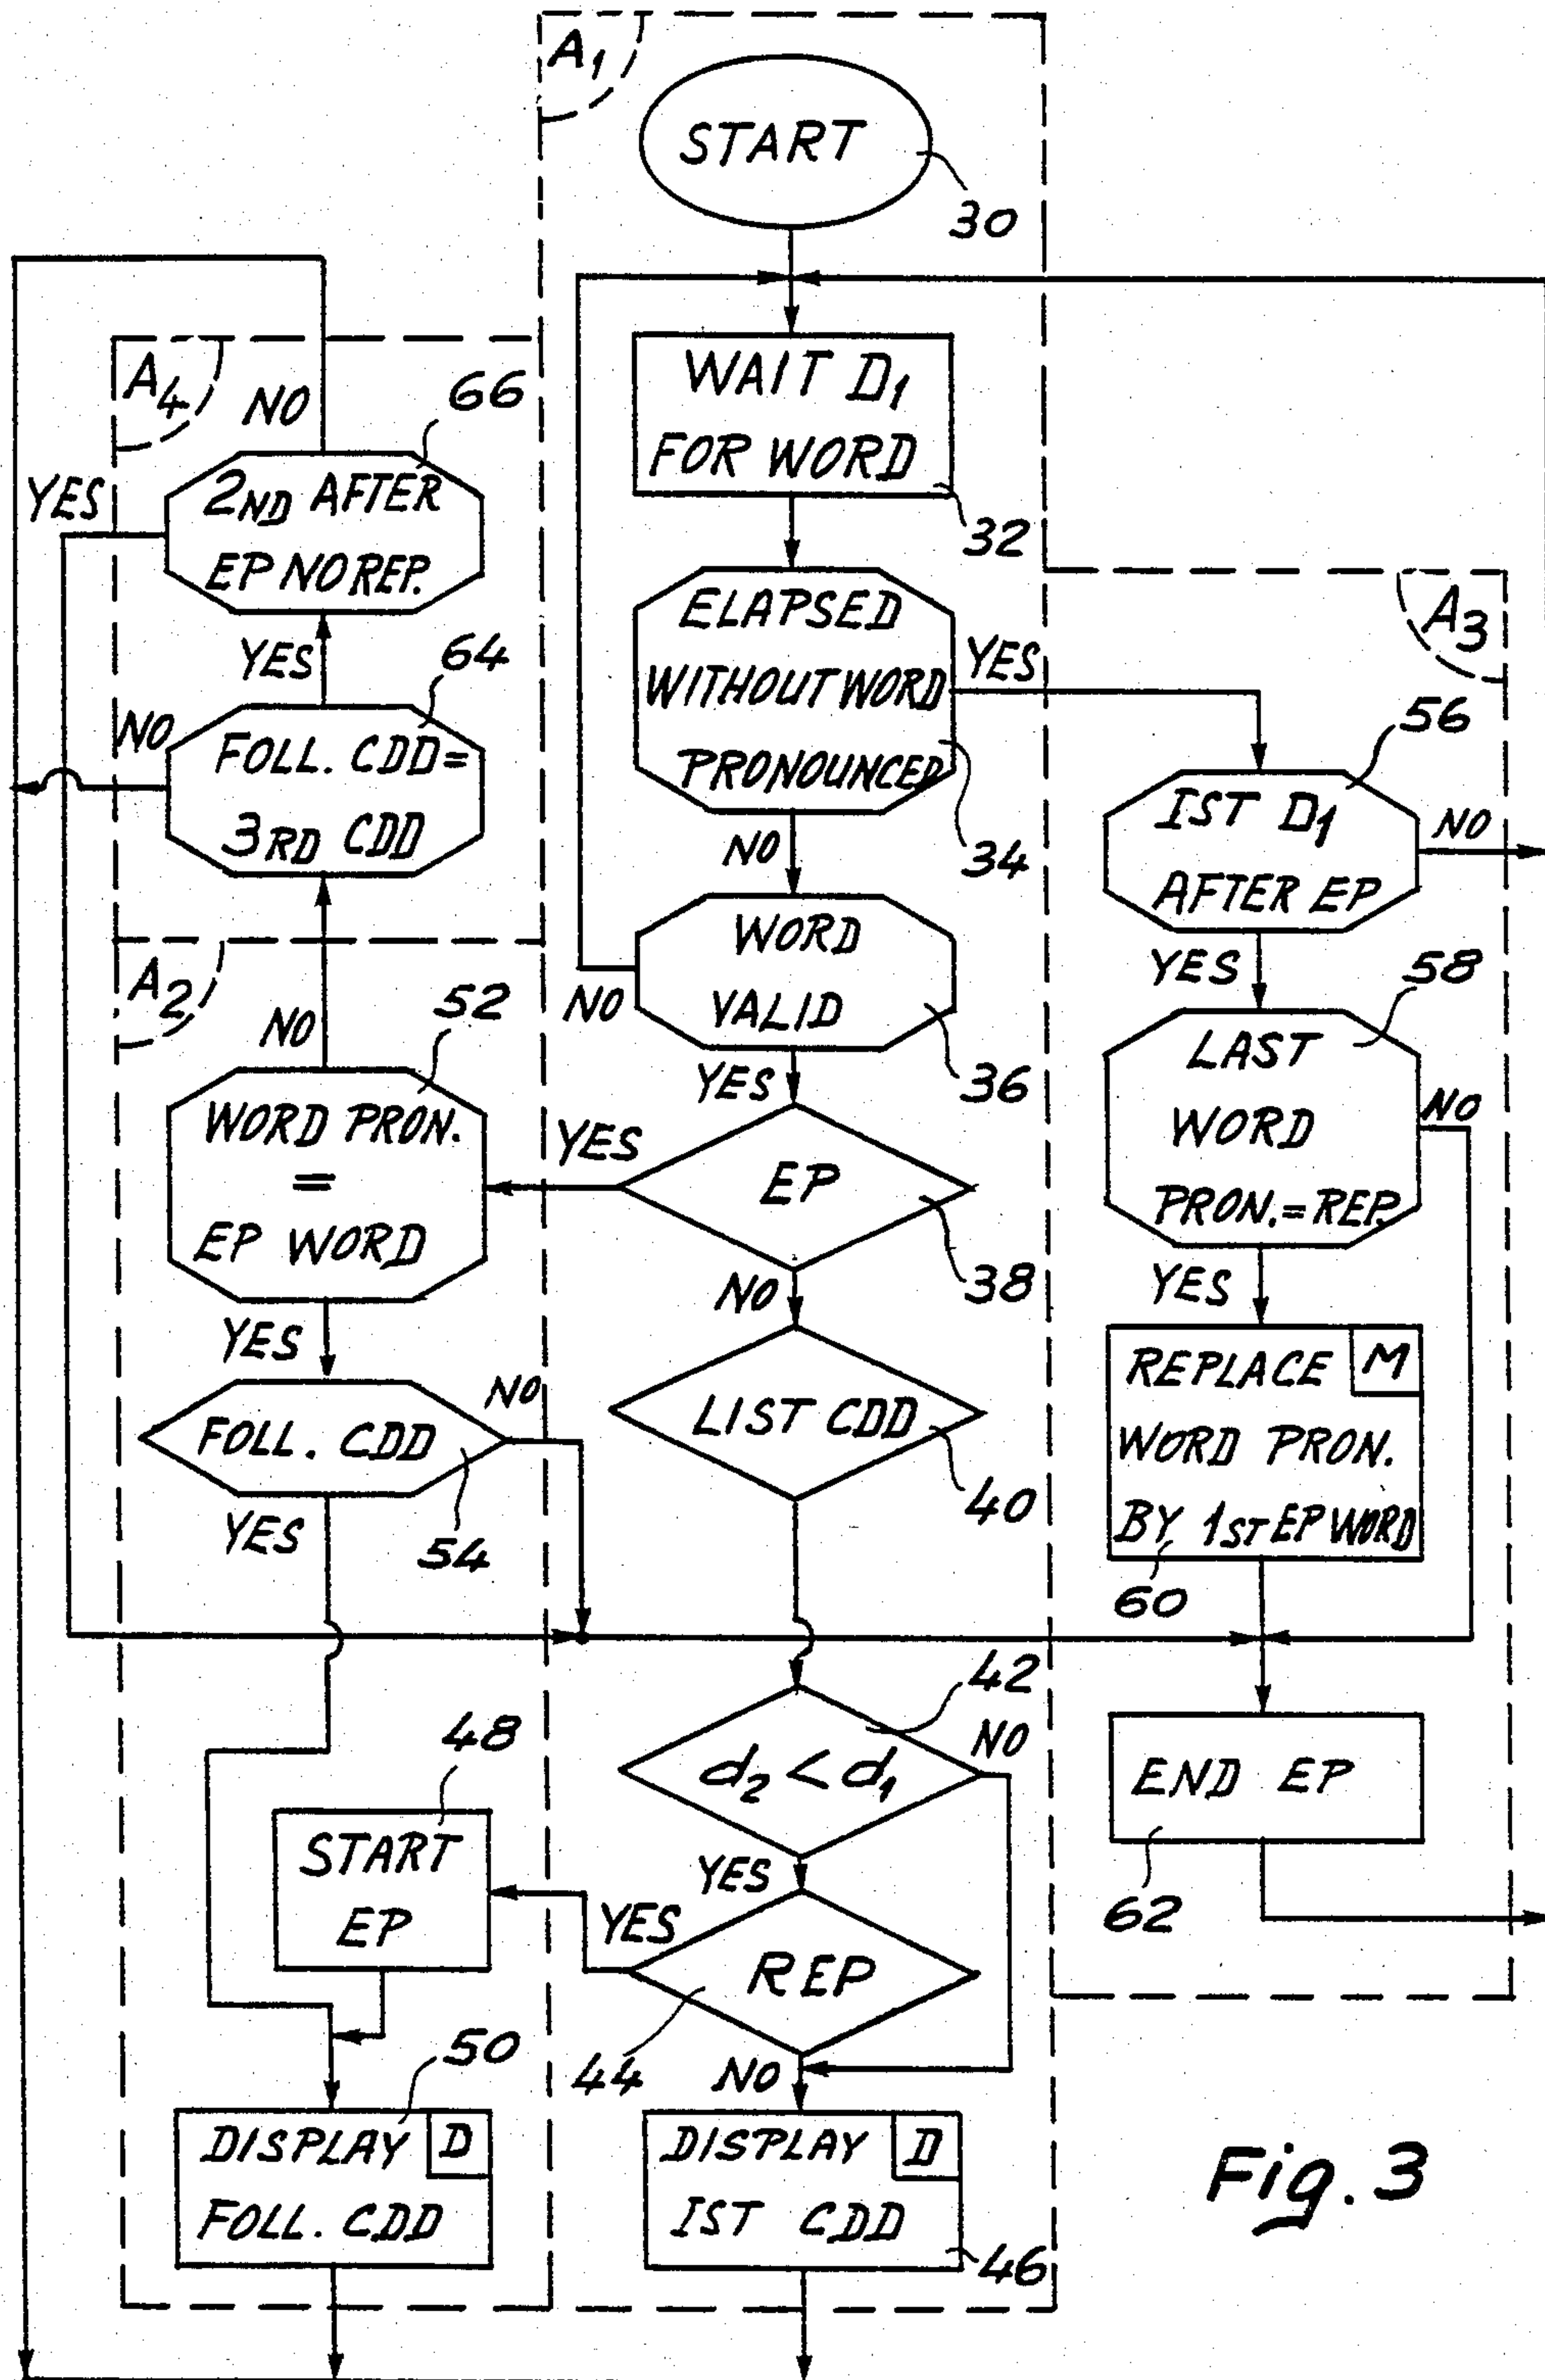 A1
START
30
WAIT D1
FOR WORD
32
A4
NO
66
YES
2ND AFTER
EP NO REP.
YES
64
NO
FOLL. CDD=
3RD CDD
ELAPSED
WITHOUT WORD
PRONOUNCED
YES
34
NO
A3
56
IST D1
AFTER EP
NO
YES
WORD
VALID
NO
36
YES
A2
52
NO
WORD PRON.
=
EP WORD
YES
YES
EP
38
NO
58
LAST
WORD
PRON.=REP.
NO
YES
FOLL. CDD
NO
54
YES
LIST CDD
40
REPLACE M
WORD PRON.
BY 1ST EP WORD
60
42
d2 < d1
NO
YES
48
START
EP
YES
REP
44
NO
END EP
62
50
DISPLAY D
FOLL. CDD
DISPLAY D
IST CDD
46
Fig. 3